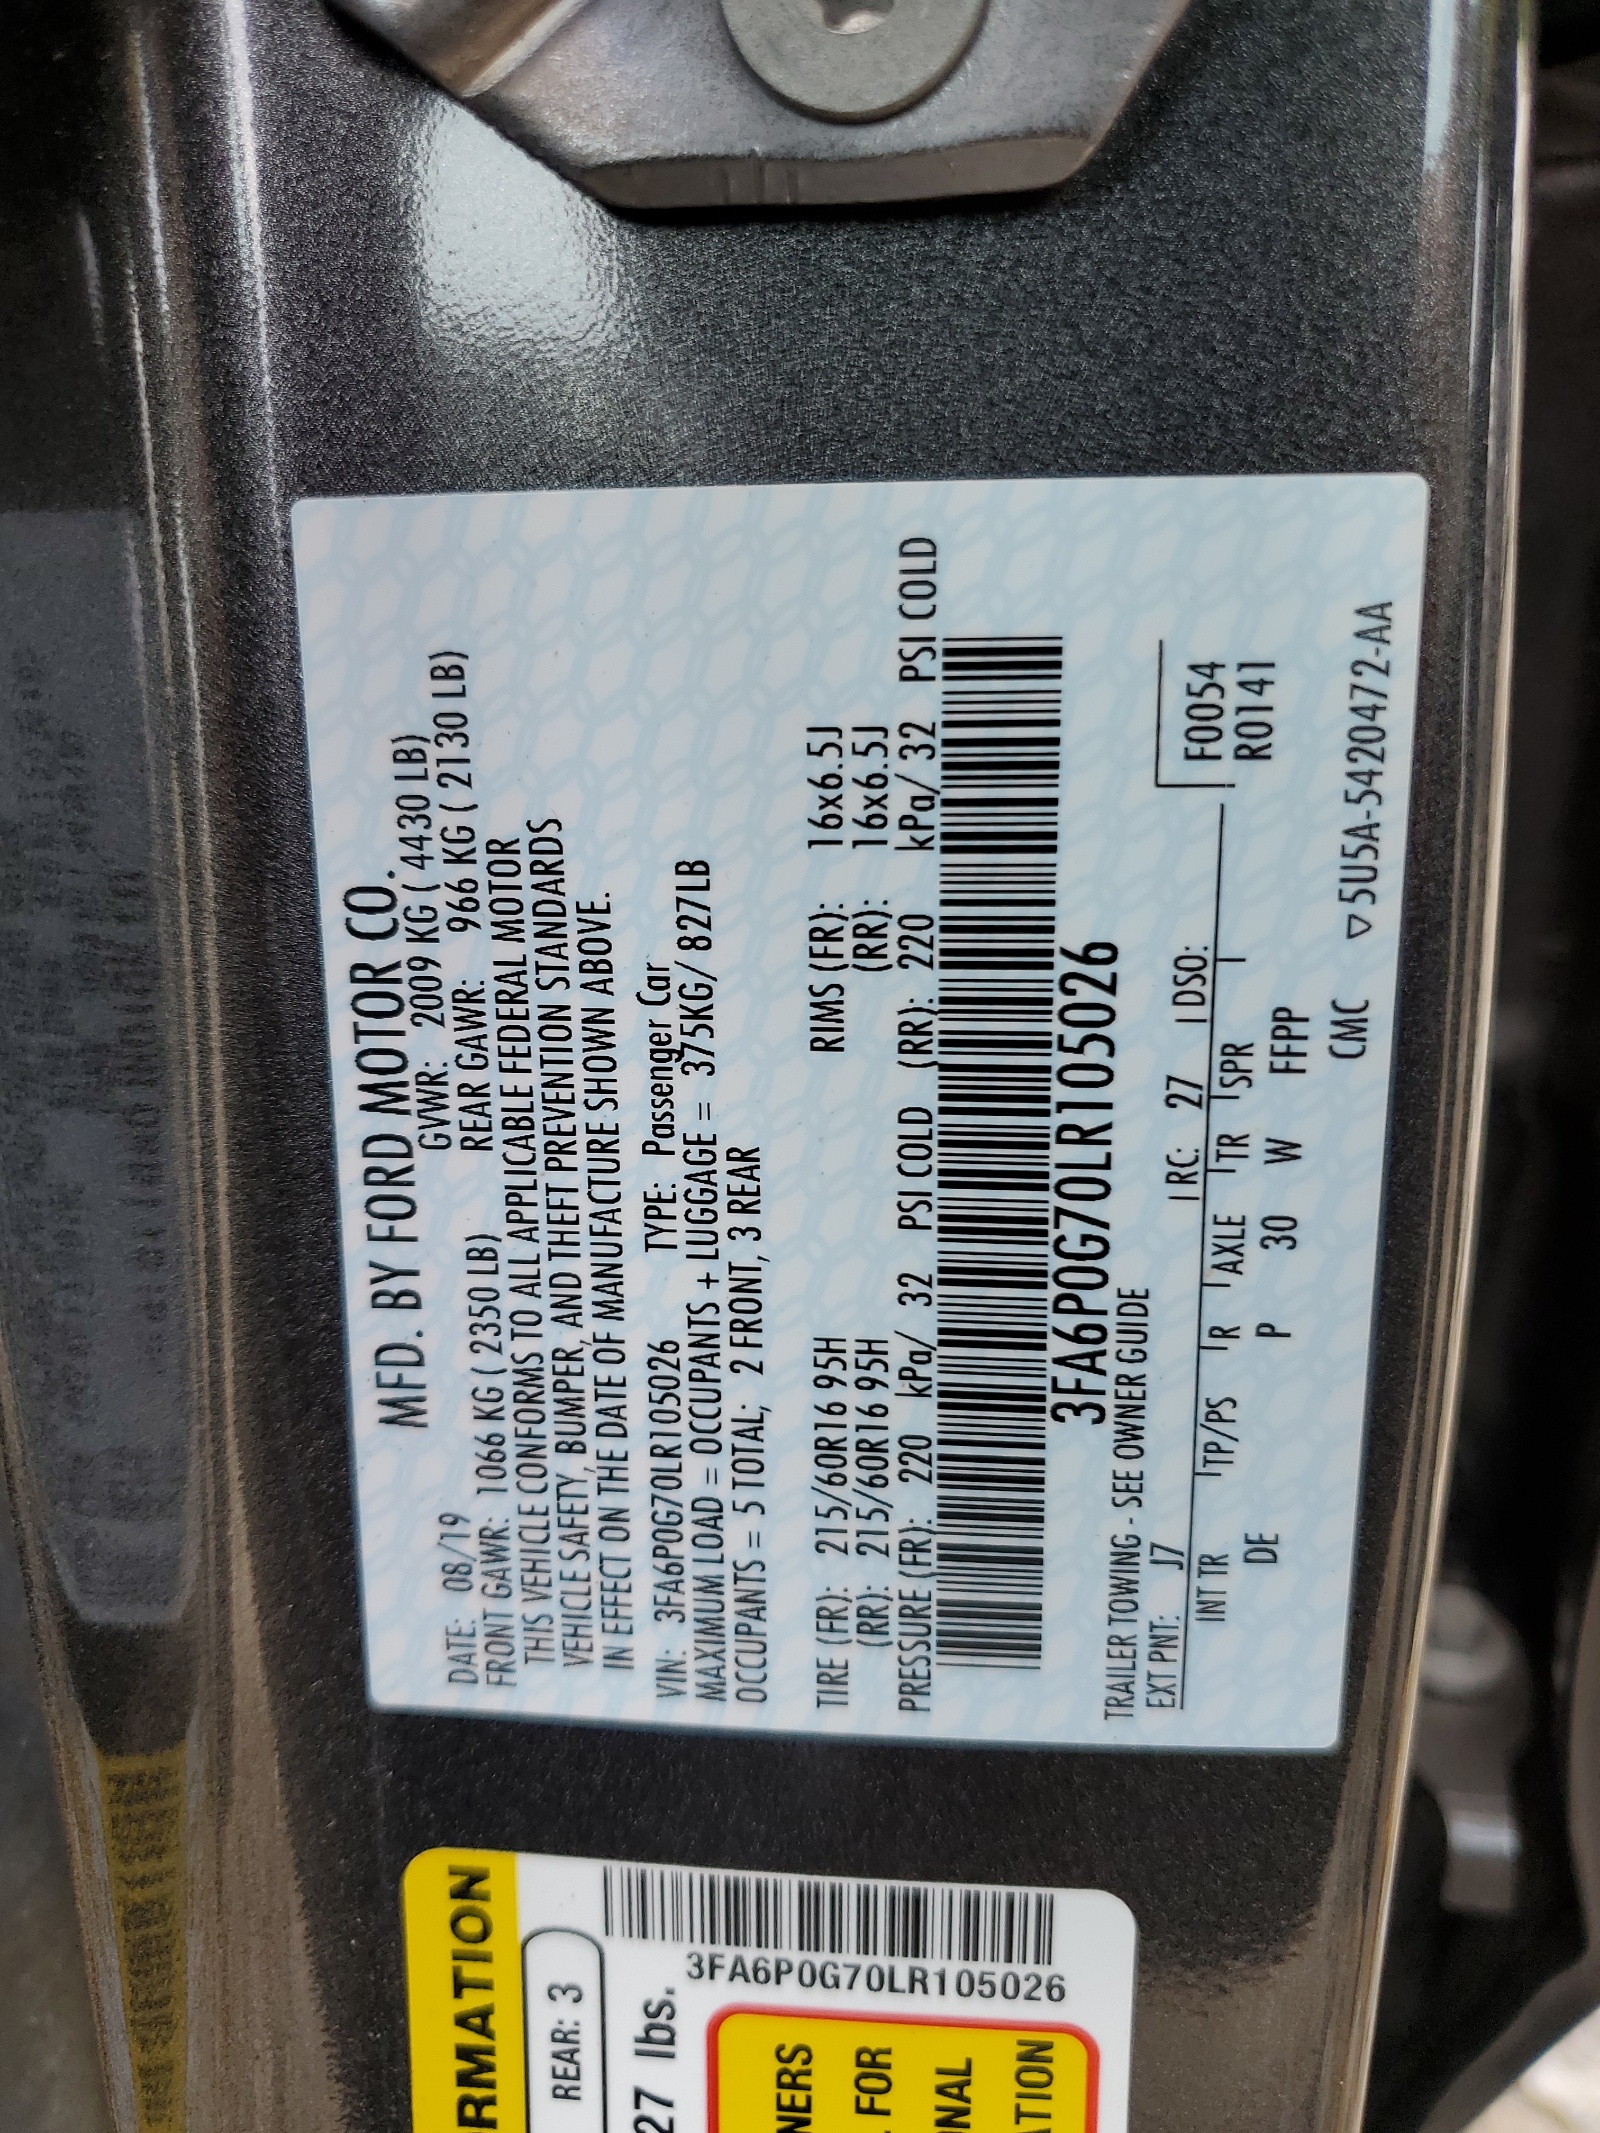 MFD. BY FORD MOTOR CO.
DATE: 08/19 GVWR: 2009 KG ( 4430 LB)
FRONT GAWR: 1066 KG ( 2350 LB) REAR GAWR: 966 KG ( 2130 LB)
THIS VEHICLE CONFORMS TO ALL APPLICABLE FEDERAL MOTOR
VEHICLE SAFETY, BUMPER, AND THEFT PREVENTION STANDARDS
IN EFFECT ON THE DATE OF MANUFACTURE SHOWN ABOVE.
VIN: 3FA6P0G70LR105026 TYPE: Passenger Car
MAXIMUM LOAD = OCCUPANTS + LUGGAGE = 375KG/ 827LB
OCCUPANTS = 5 TOTAL; 2 FRONT, 3 REAR
TIRE (FR): 215/60R16 95H RIMS (FR): 16x6.5J
(RR): 215/60R16 95H (RR): 16x6.5J
PRESSURE (FR): 220 kPa/ 32 PSI COLD (RR): 220 kPa/ 32 PSI COLD
3FA6P0G70LR105026
TRAILER TOWING - SEE OWNER GUIDE
EXT PNT: J7 RC: 27 DSO:
INT TR TP/PS R AXLE TR SPR
DE P 30 W FFPP
F0054
R0141
CMC ▽ 5U5A-5420472-AA
RMATION
REAR: 3
27 lbs.
3FA6P0G70LR105026
NERS
FOR
NAL
TION